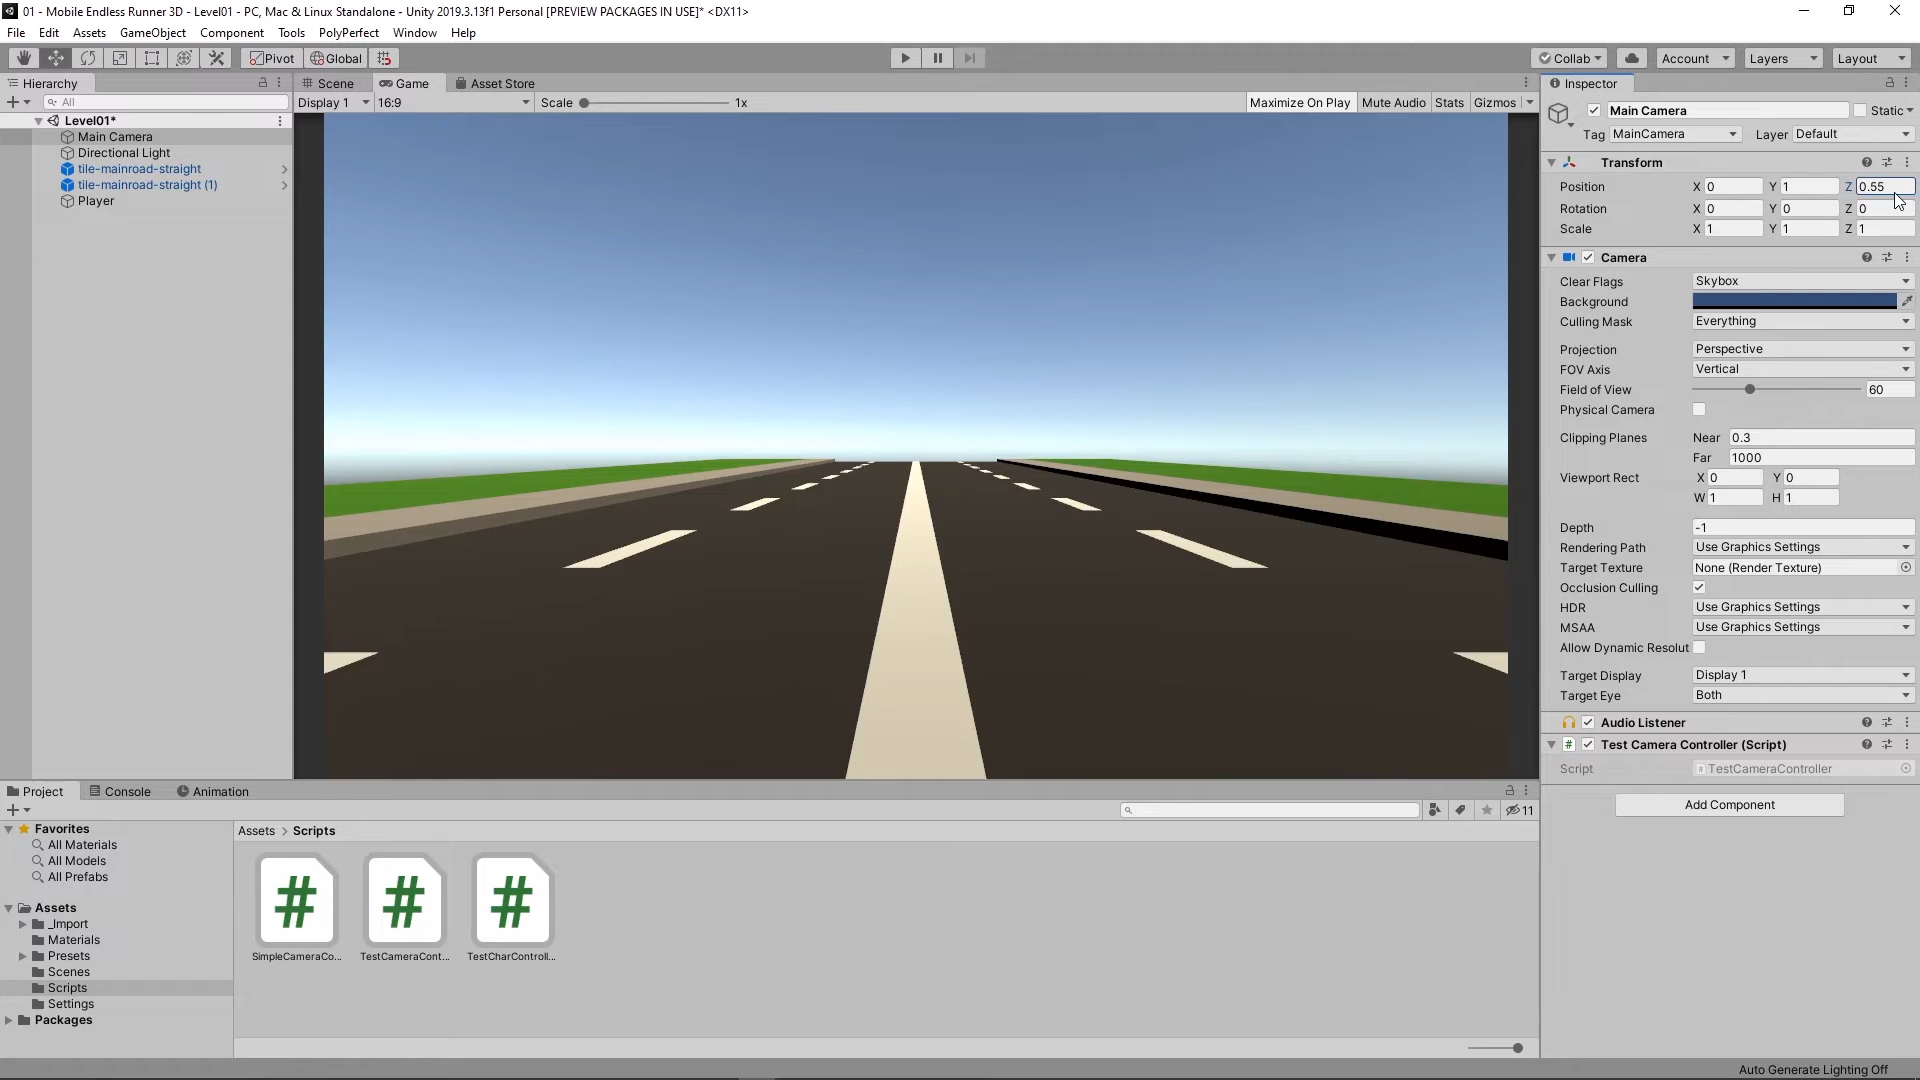 01 - Mobile Endless Runner 3D - Level01 - PC, Mac & Linux Standalone - Unity 2019.3.13f1 Personal [PREVIEW PACKAGES IN USE]* <DX11>
File Edit Assets GameObject Component Tools PolyPerfect Window Help
Pivot Global Collab Account Layers Layout
Hierarchy
All
Level01*
Main Camera
Directional Light
tile-mainroad-straight
tile-mainroad-straight (1)
Player
Scene Game Asset Store
Display 1 16:9 Scale 1x Maximize On Play Mute Audio Stats Gizmos
Inspector
Main Camera Static
Tag MainCamera Layer Default
Transform
Position X 0 Y 1 Z 0.55
Rotation X 0 Y 0 Z 0
Scale X 1 Y 1 Z 1
Camera
Clear Flags Skybox
Background
Culling Mask Everything
Projection Perspective
FOV Axis Vertical
Field of View 60
Physical Camera
Clipping Planes Near 0.3
Far 1000
Viewport Rect X 0 Y 0
W 1 H 1
Depth -1
Rendering Path Use Graphics Settings
Target Texture None (Render Texture)
Occlusion Culling
HDR Use Graphics Settings
MSAA Use Graphics Settings
Allow Dynamic Resolut
Target Display Display 1
Target Eye Both
Audio Listener
# Test Camera Controller (Script)
Script TestCameraController
Add Component
Project Console Animation
11
Favorites
All Materials
All Models
All Prefabs
Assets
_Import
Materials
Presets
Scenes
Scripts
Settings
Packages
Assets > Scripts
# # #
SimpleCameraCo... TestCameraCont... TestCharControll...
Auto Generate Lighting Off